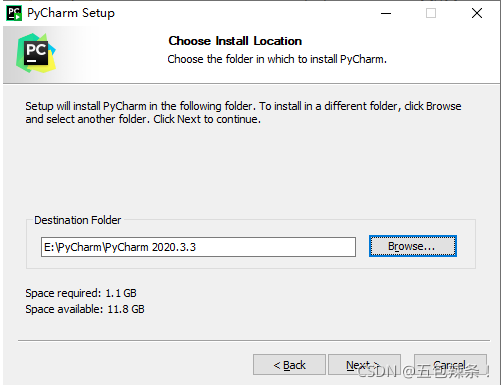 PyCharm Setup
PC
Choose Install Location
Choose the folder in which to install PyCharm.
Setup will install PyCharm in the following folder. To install in a different folder, click Browse
and select another folder. Click Next to continue.
Destination Folder
E:\PyCharm\PyCharm 2020.3.3
Browse...
Space required: 1.1 GB
Space available: 11.8 GB
< Back
Next >
Cancel
CSDN @五包辣条！